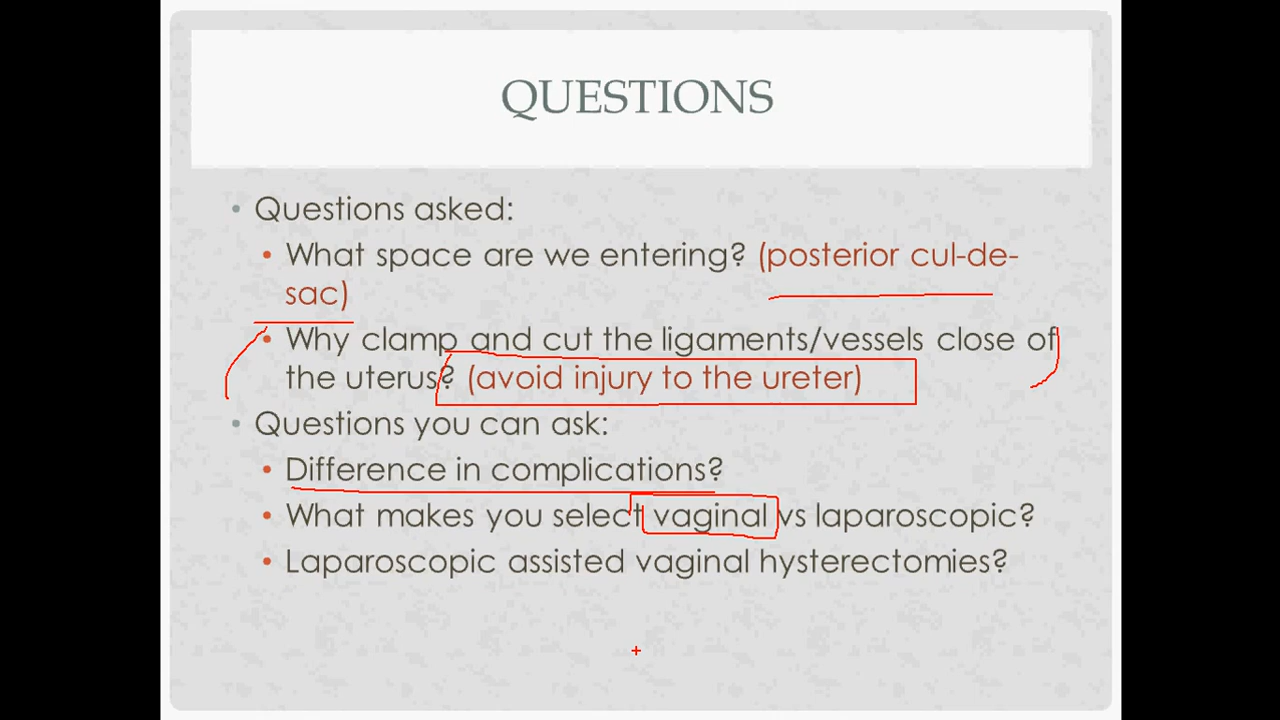 QUESTIONS
• Questions asked:
• What space are we entering? (posterior cul-de-
sac)
• Why clamp and cut the ligaments/vessels close of
the uterus? (avoid injury to the ureter)
• Questions you can ask:
• Difference in complications?
• What makes you select vaginal vs laparoscopic?
• Laparoscopic assisted vaginal hysterectomies?